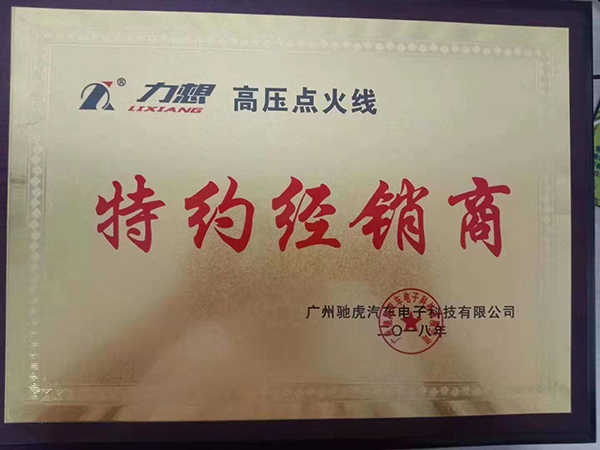 ® 力想 LIXIANG 高压点火线
特约经销商
广州驰虎汽车电子科技有限公司
二〇一八年